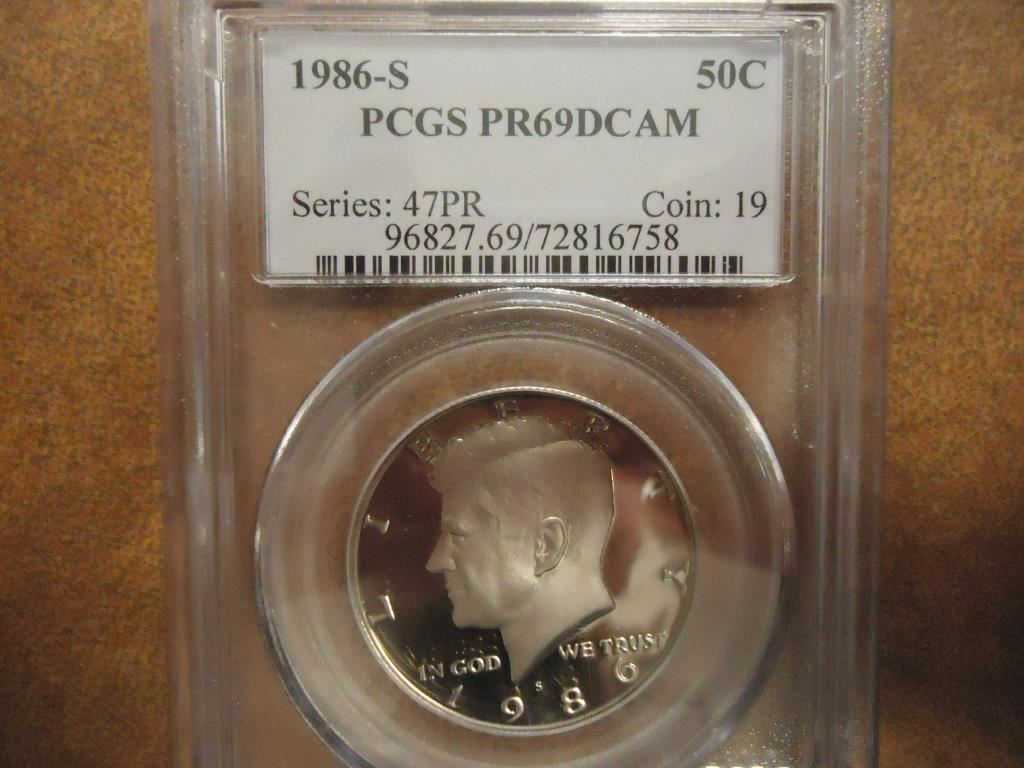 1986-S 50C
PCGS PR69DCAM
Series: 47PR Coin: 19
96827.69/72816758
LIBERTY
IN GOD WE TRUST
S
1986